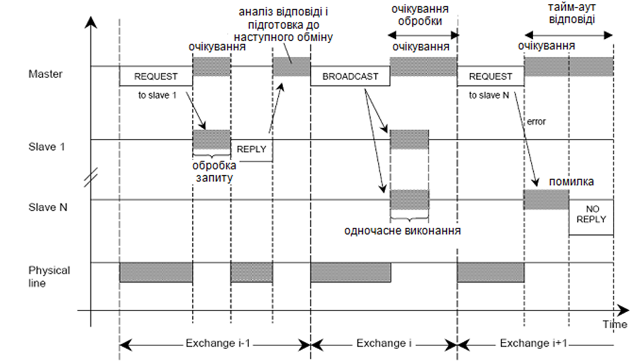 аналіз відповіді і
підготовка до
наступного обміну
очікування
обробки
тайм-аут
відповіді
очікування
очікування
очікування
Master
REQUEST
BROADCAST
REQUEST
to slave 1
to slave N
error
Slave 1
REPLY
обробка
запиту
помилка
Slave N
NO
REPLY
одночасне виконання
Physical
line
Time
Exchange i-1
Exchange i
Exchange i+1